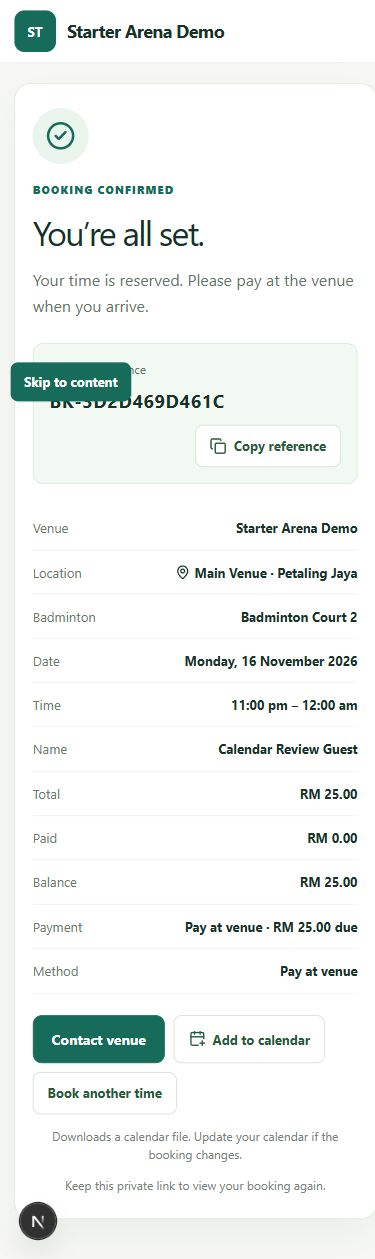 ST
Starter Arena Demo
BOOKING CONFIRMED
You're all set.
Your time is reserved. Please pay at the venue
when you arrive.
Skip to content
Copy reference
Venue Starter Arena Demo
Location Main Venue · Petaling Jaya
Badminton Badminton Court 2
Date Monday, 16 November 2026
Time 11:00 pm – 12:00 am
Name Calendar Review Guest
Total RM 25.00
Paid RM 0.00
Balance RM 25.00
Payment Pay at venue · RM 25.00 due
Method Pay at venue
Contact venue
Add to calendar
Book another time
Downloads a calendar file. Update your calendar if the
booking changes.
Keep this private link to view your booking again.
N